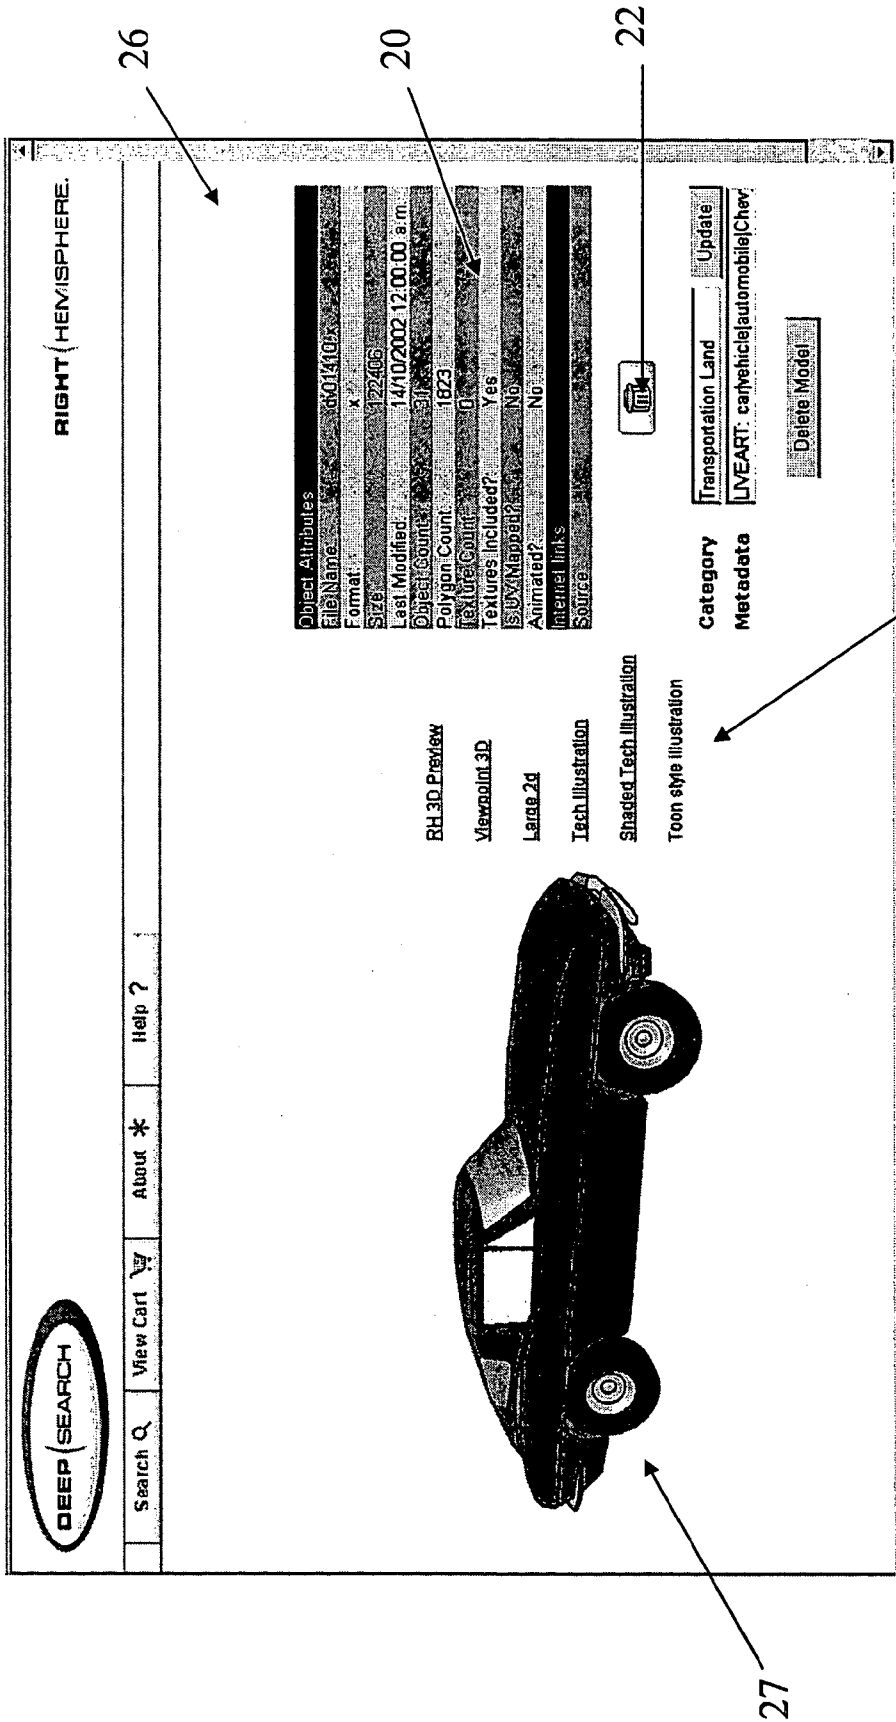 DEEP(SEARCH
RIGHT(HEMISPHERE.
Search
View Cart
About *
Help ?
26
20
22
27
RH 3D Preview
Viewpoint 3D
Large 2d
Tech Illustration
Shaded Tech Illustration
Toon style Illustration
Object Attributes
File Name:
Format: x
Size: 122406
Last Modified: 14/10/2002 12:00:00 a.m.
Object Count: 31
Polygon Count: 1823
Texture Count: 0
Textures Included?: Yes
Is UV Mapped?: No
Animated?: No
Internet links
Source:
Category Transportation Land Update
Metadata LIVEART: car|vehicle|automobile|Chev
Delete Model